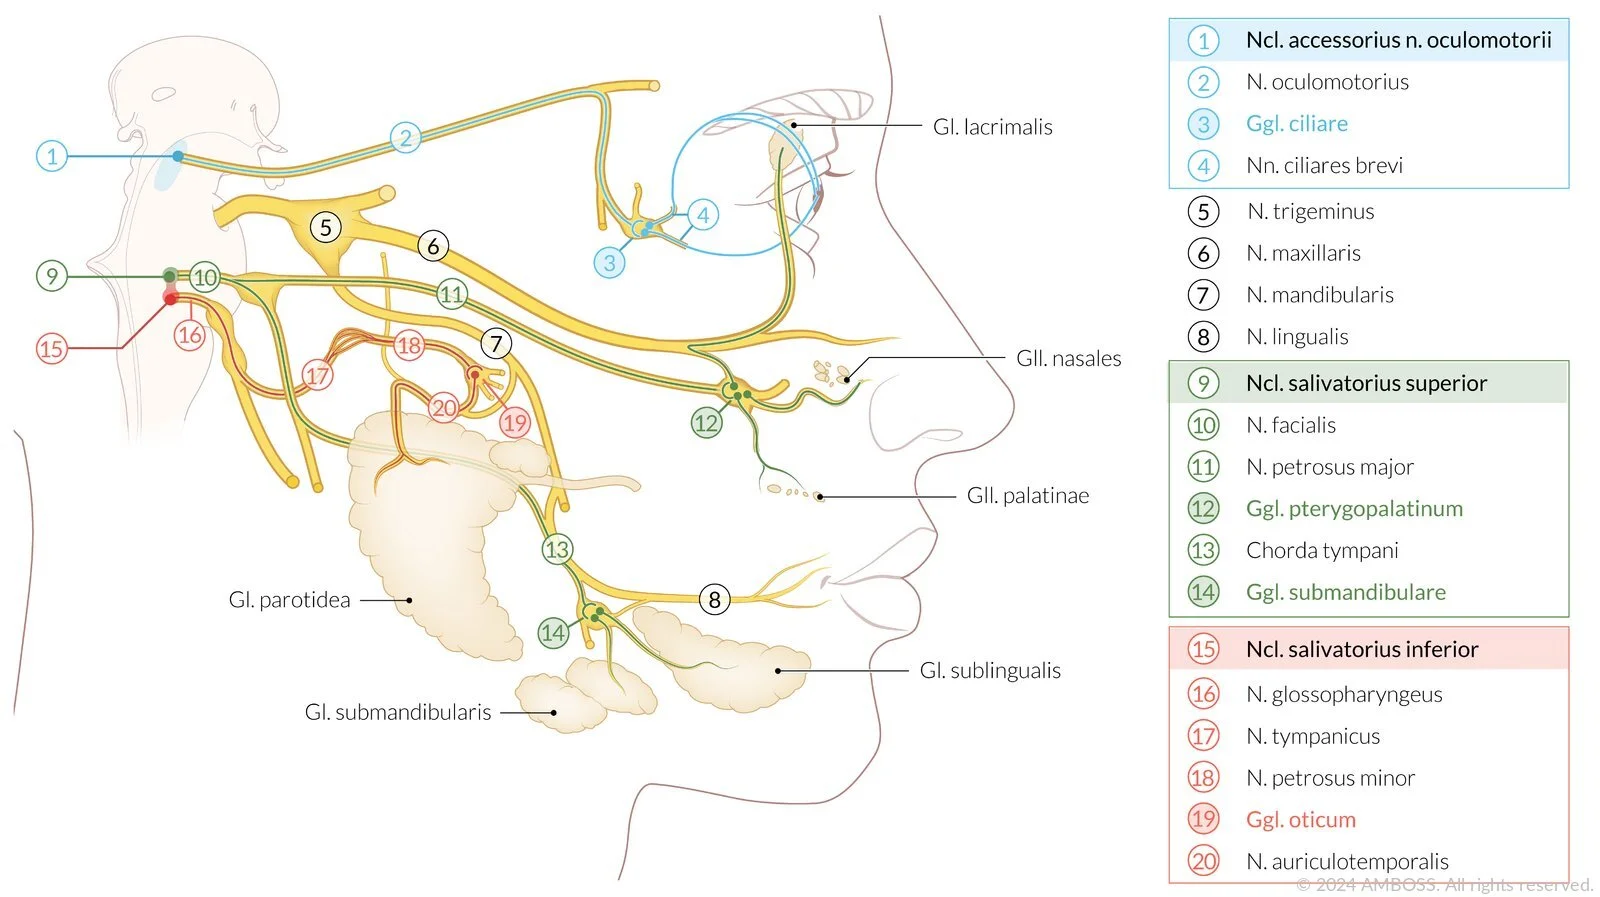 1
2
3
4
5
6
7
8
9
10
11
12
13
14
15
16
17
18
19
20
Gl. lacrimalis
Gll. nasales
Gll. palatinae
Gl. parotidea
Gl. sublingualis
Gl. submandibularis
1 Ncl. accessorius n. oculomotorii
2 N. oculomotorius
3 Ggl. ciliare
4 Nn. ciliares brevi
5 N. trigeminus
6 N. maxillaris
7 N. mandibularis
8 N. lingualis
9 Ncl. salivatorius superior
10 N. facialis
11 N. petrosus major
12 Ggl. pterygopalatinum
13 Chorda tympani
14 Ggl. submandibulare
15 Ncl. salivatorius inferior
16 N. glossopharyngeus
17 N. tympanicus
18 N. petrosus minor
19 Ggl. oticum
20 N. auriculotemporalis
© 2024 AMBOSS. All rights reserved.